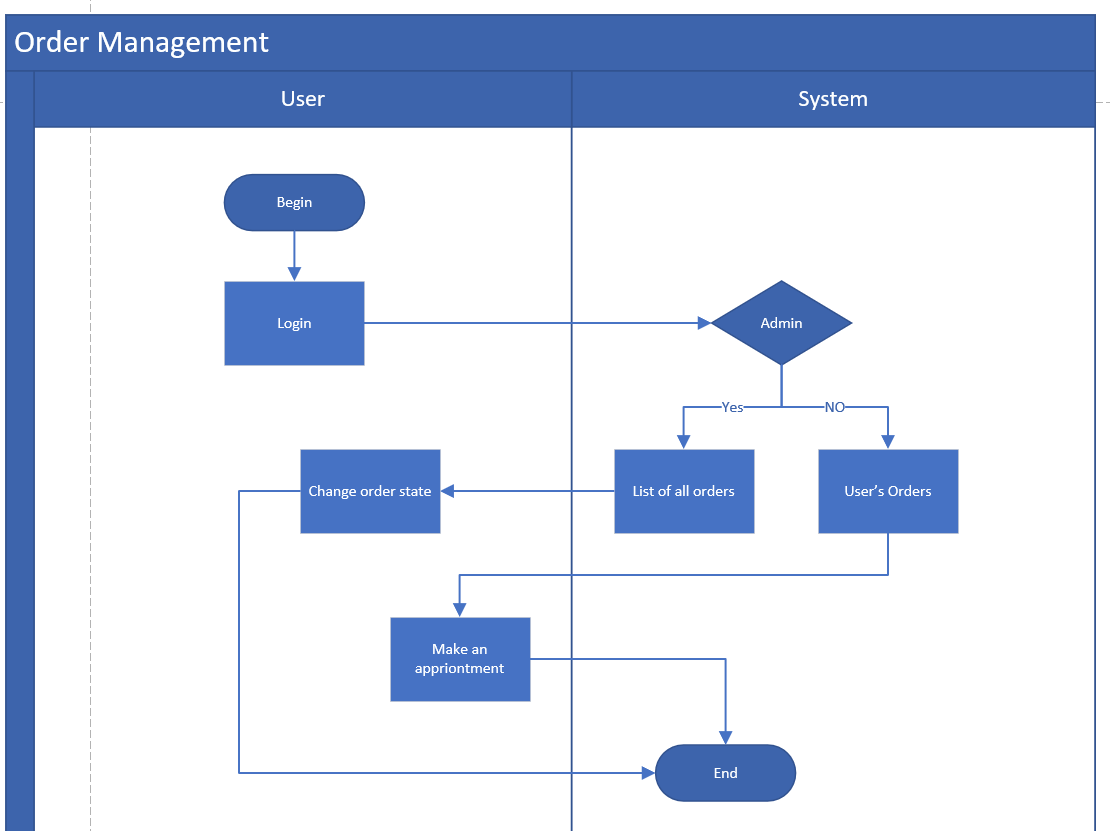 Order Management
User
System
Begin
Login
Admin
Yes
NO
Change order state
List of all orders
User’s Orders
Make an
appriontment
End